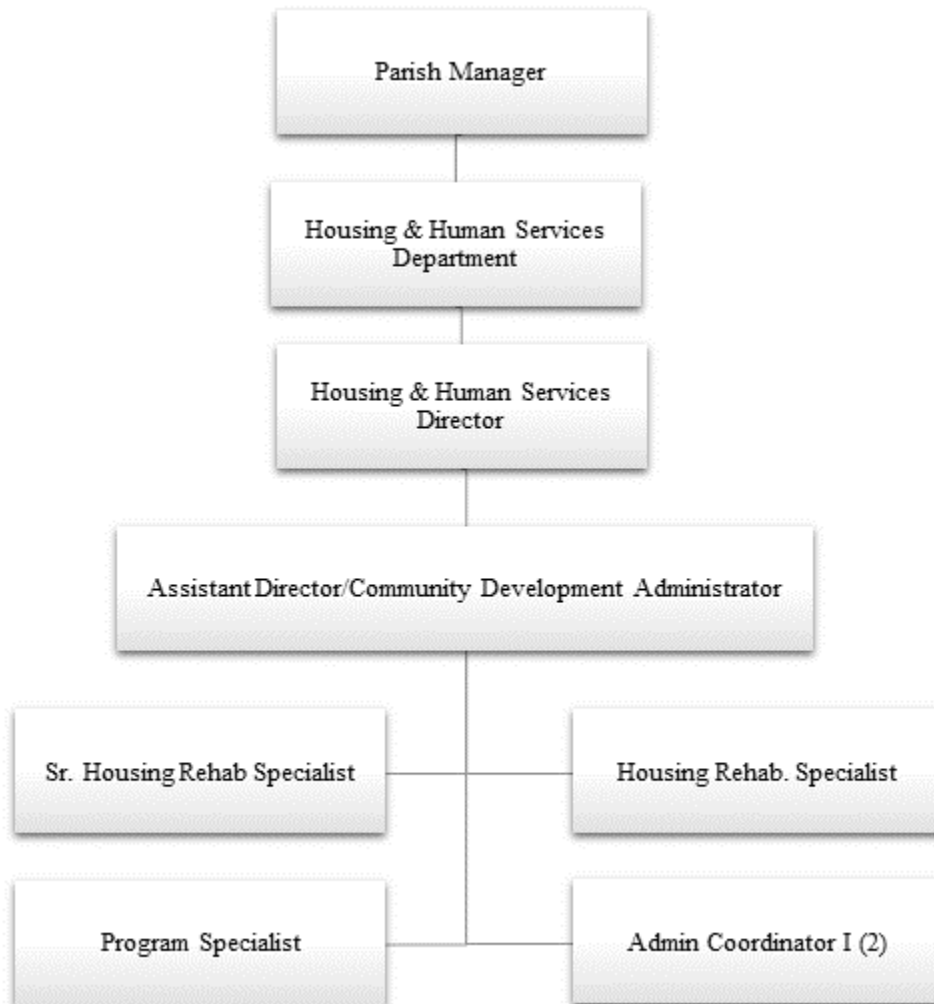 Parish Manager
Housing & Human Services
Department
Housing & Human Services
Director
Assistant Director/Community Development Administrator
Sr. Housing Rehab Specialist
Housing Rehab. Specialist
Program Specialist
Admin Coordinator I (2)